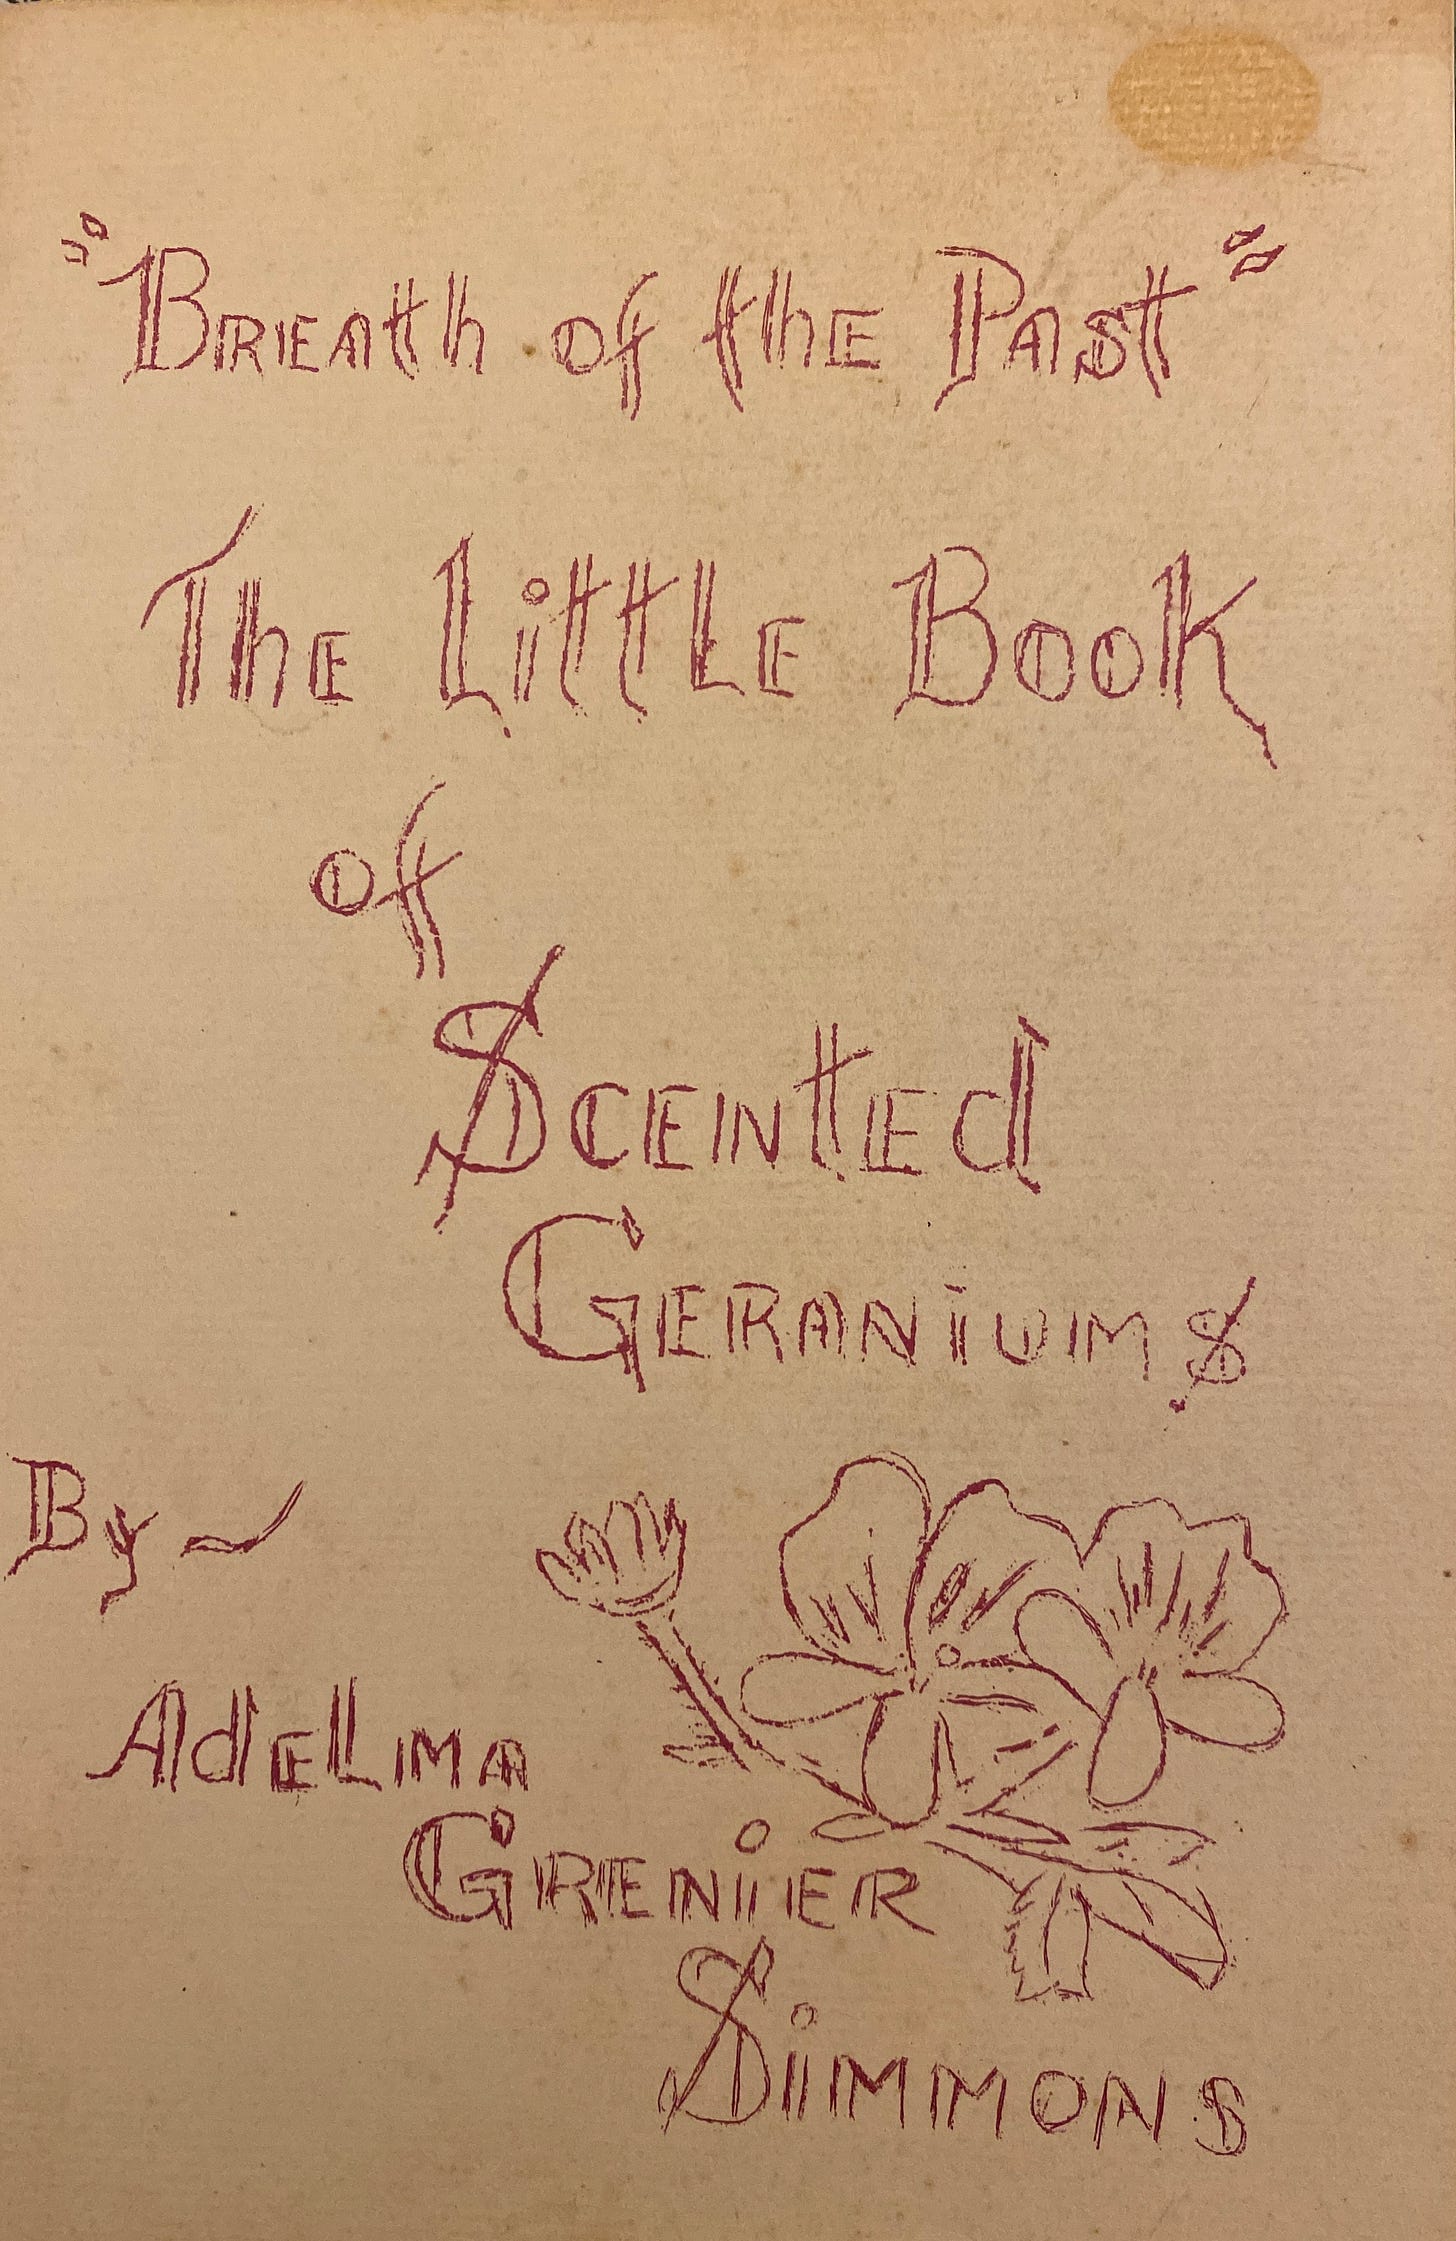 "Breath of the Past"
The Little Book
of
Scented
Geraniums
By ~
Adelma
Grenier
Simmons